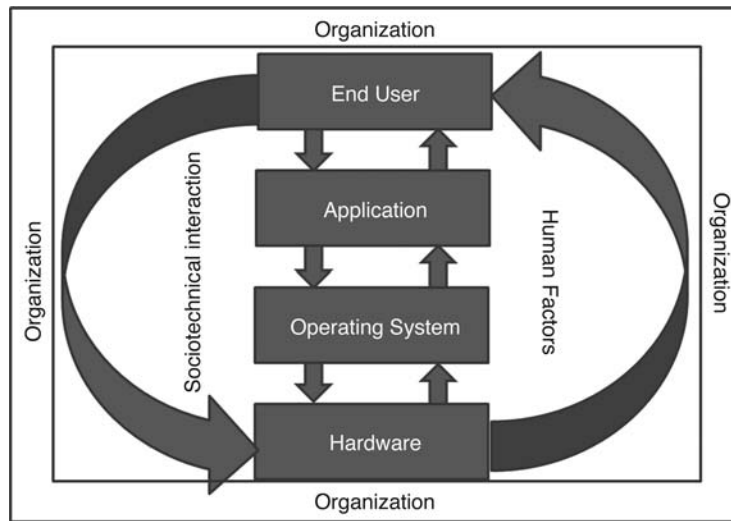 Organization
End User
Application
Operating System
Hardware
Sociotechnical interaction
Human Factors
Organization
Organization
Organization